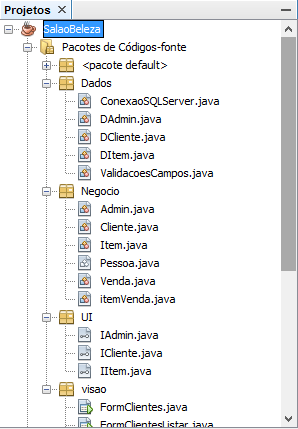 Projetos
SalaoBeleza
Pacotes de Códigos-fonte
<pacote default>
Dados
ConexaoSQLServer.java
DAdmin.java
DCliente.java
DItem.java
ValidacoesCampos.java
Negocio
Admin.java
Cliente.java
Item.java
Pessoa.java
Venda.java
itemVenda.java
UI
IAdmin.java
ICliente.java
IItem.java
visao
FormClientes.java
FormClientesListar.java